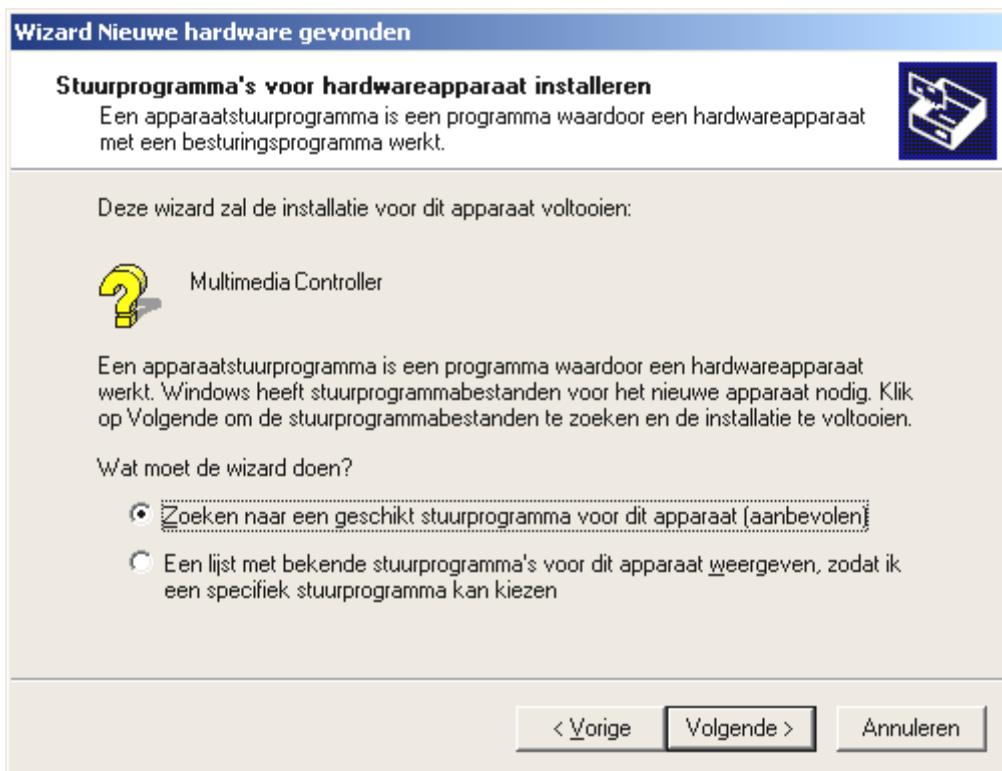 Wizard Nieuwe hardware gevonden
Stuurprogramma's voor hardwareapparaat installeren
Een apparaatstuurprogramma is een programma waardoor een hardwareapparaat
met een besturingsprogramma werkt.
Deze wizard zal de installatie voor dit apparaat voltooien:
Multimedia Controller
Een apparaatstuurprogramma is een programma waardoor een hardwareapparaat
werkt. Windows heeft stuurprogrammabestanden voor het nieuwe apparaat nodig. Klik
op Volgende om de stuurprogrammabestanden te zoeken en de installatie te voltooien.
Wat moet de wizard doen?
Zoeken naar een geschikt stuurprogramma voor dit apparaat (aanbevolen)
Een lijst met bekende stuurprogramma's voor dit apparaat weergeven, zodat ik
een specifiek stuurprogramma kan kiezen
< Vorige
Volgende >
Annuleren